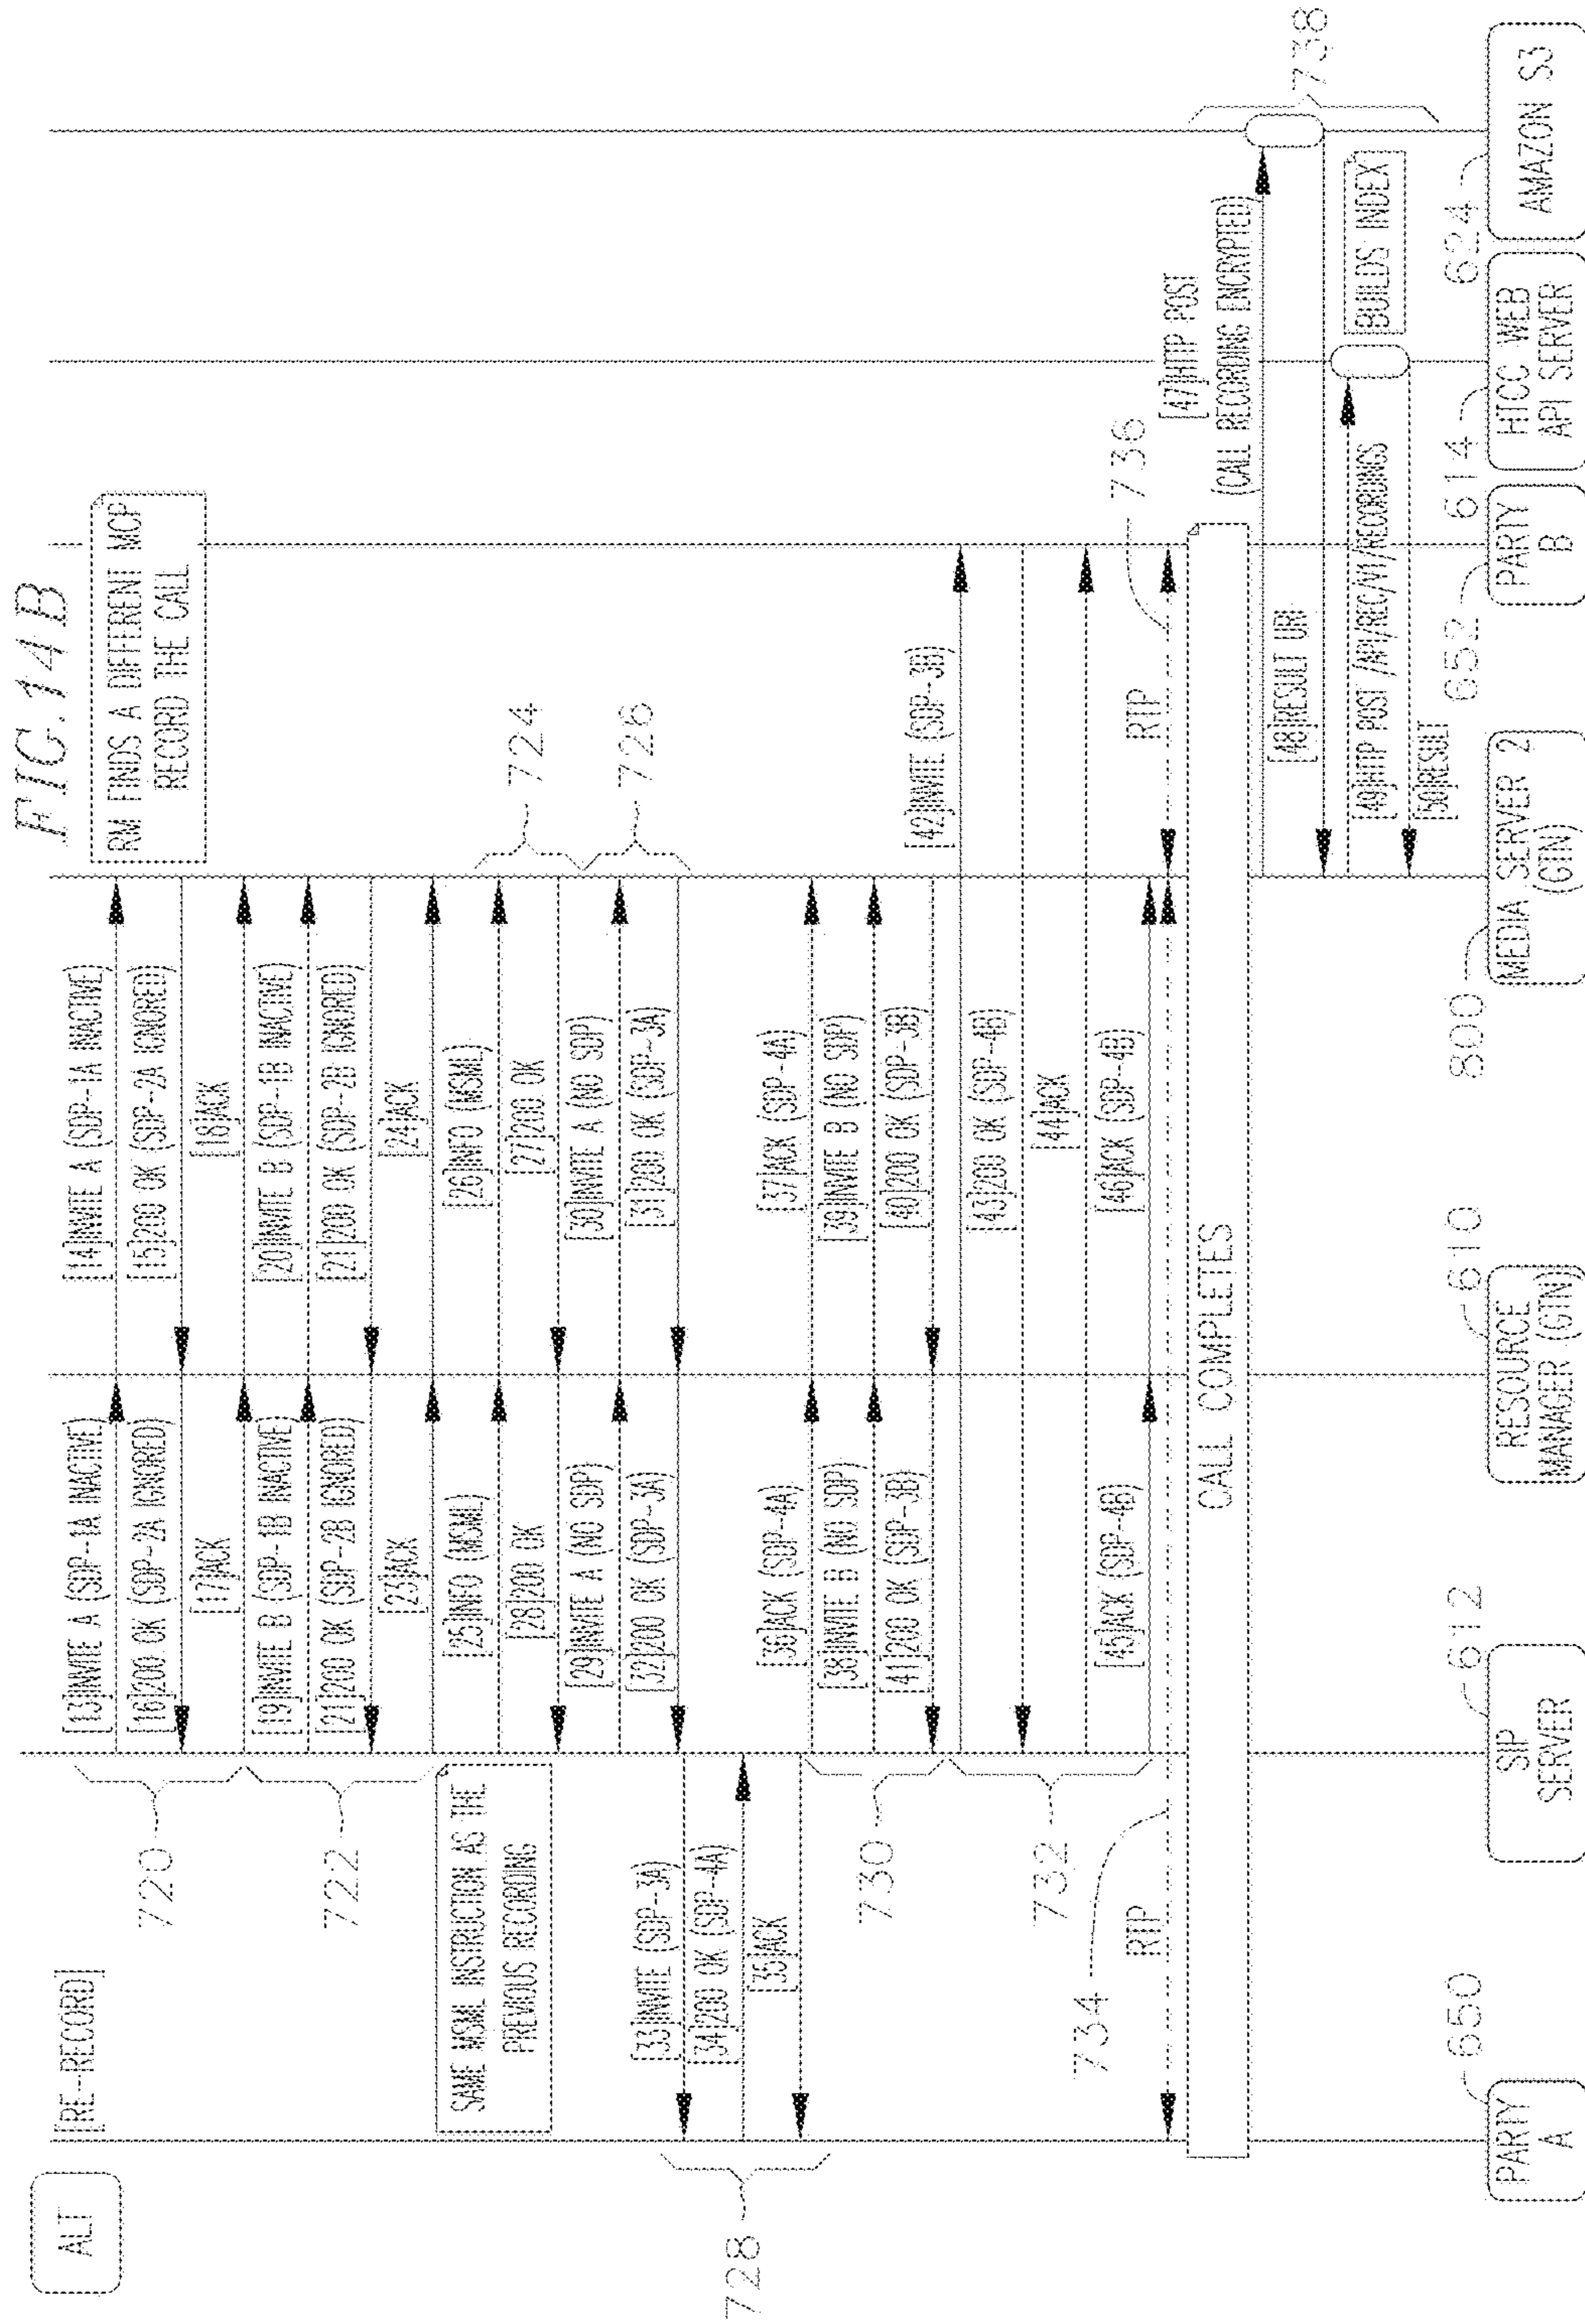 FIG. 14B
ALT
[RE-RECORD]
RM FINDS A DIFFERENT MCP
RECORD THE CALL
[13]INVITE A (SDP-1A INACTIVE)
[14]INVITE A (SDP-1A INACTIVE)
[16]200 OK (SDP-2A IGNORED)
[15]200 OK (SDP-2A IGNORED)
720
[17]ACK
[18]ACK
[19]INVITE B (SDP-1B INACTIVE)
[20]INVITE B (SDP-1B INACTIVE)
[21]200 OK (SDP-2B IGNORED)
[21]200 OK (SDP-2B IGNORED)
722
[23]ACK
[24]ACK
SAME MSML INSTRUCTION AS THE
PREVIOUS RECORDING
[25]INFO (MSML)
[26]INFO (MSML)
[28]200 OK
[27]200 OK
724
[29]INVITE A (NO SDP)
[30]INVITE A (NO SDP)
[32]200 OK (SDP-3A)
[31]200 OK (SDP-3A)
726
[33]INVITE (SDP-3A)
[34]200 OK (SDP-4A)
[35]ACK
728
[36]ACK (SDP-4A)
[37]ACK (SDP-4A)
[38]INVITE B (NO SDP)
[39]INVITE B (NO SDP)
[41]200 OK (SDP-3B)
[40]200 OK (SDP-3B)
730
[42]INVITE (SDP-3B)
[43]200 OK (SDP-4B)
[44]ACK
732
[45]ACK (SDP-4B)
[46]ACK (SDP-4B)
734
RTP
RTP
736
CALL COMPLETES
[47]HTTP POST
(CALL RECORDING ENCRYPTED)
[48]RESULT URI
[49]HTTP POST /API/REC/V1/RECORDINGS
BUILDS INDEX
[50]RESULT
738
650
612
610
800
652
614
624
PARTY
A
SIP
SERVER
RESOURCE
MANAGER (GTN)
MEDIA SERVER 2
(GTN)
PARTY
B
HTCC WEB
API SERVER
AMAZON S3